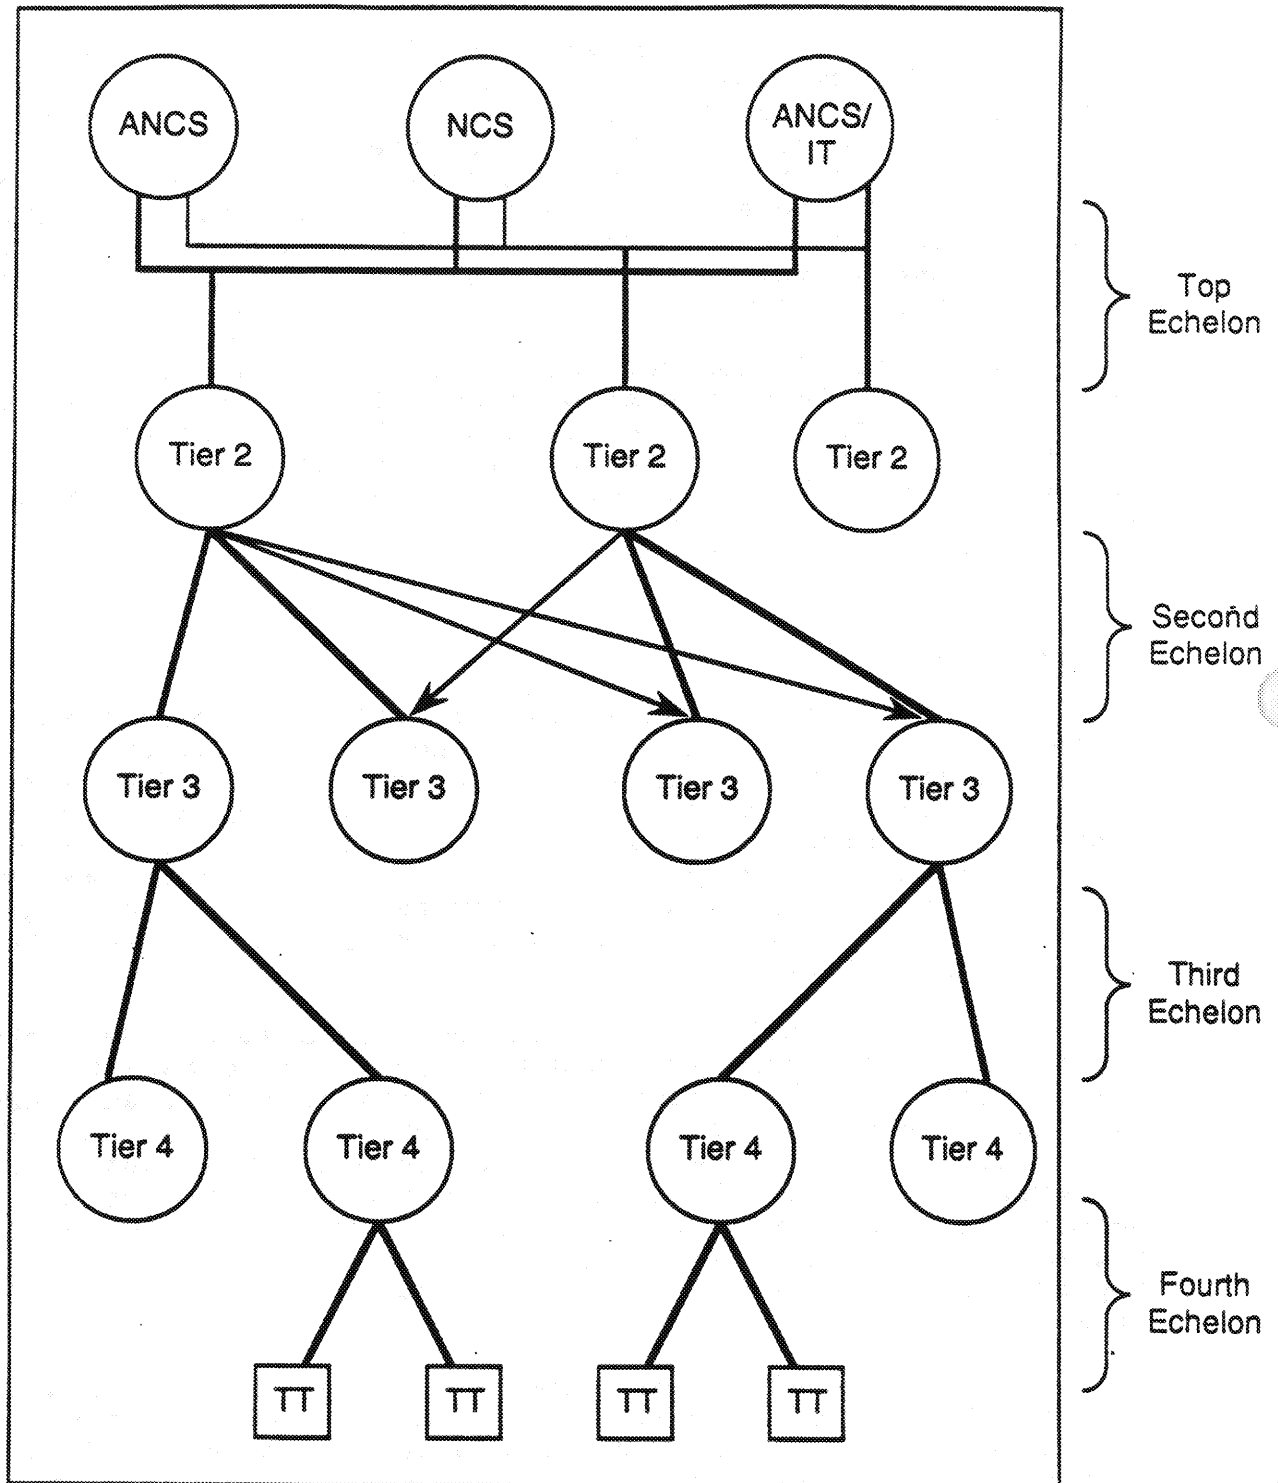 ANCS
NCS
ANCS/
IT
Top
Echelon
Tier 2
Tier 2
Tier 2
Second
Echelon
Tier 3
Tier 3
Tier 3
Tier 3
Third
Echelon
Tier 4
Tier 4
Tier 4
Tier 4
Fourth
Echelon
TT
TT
TT
TT